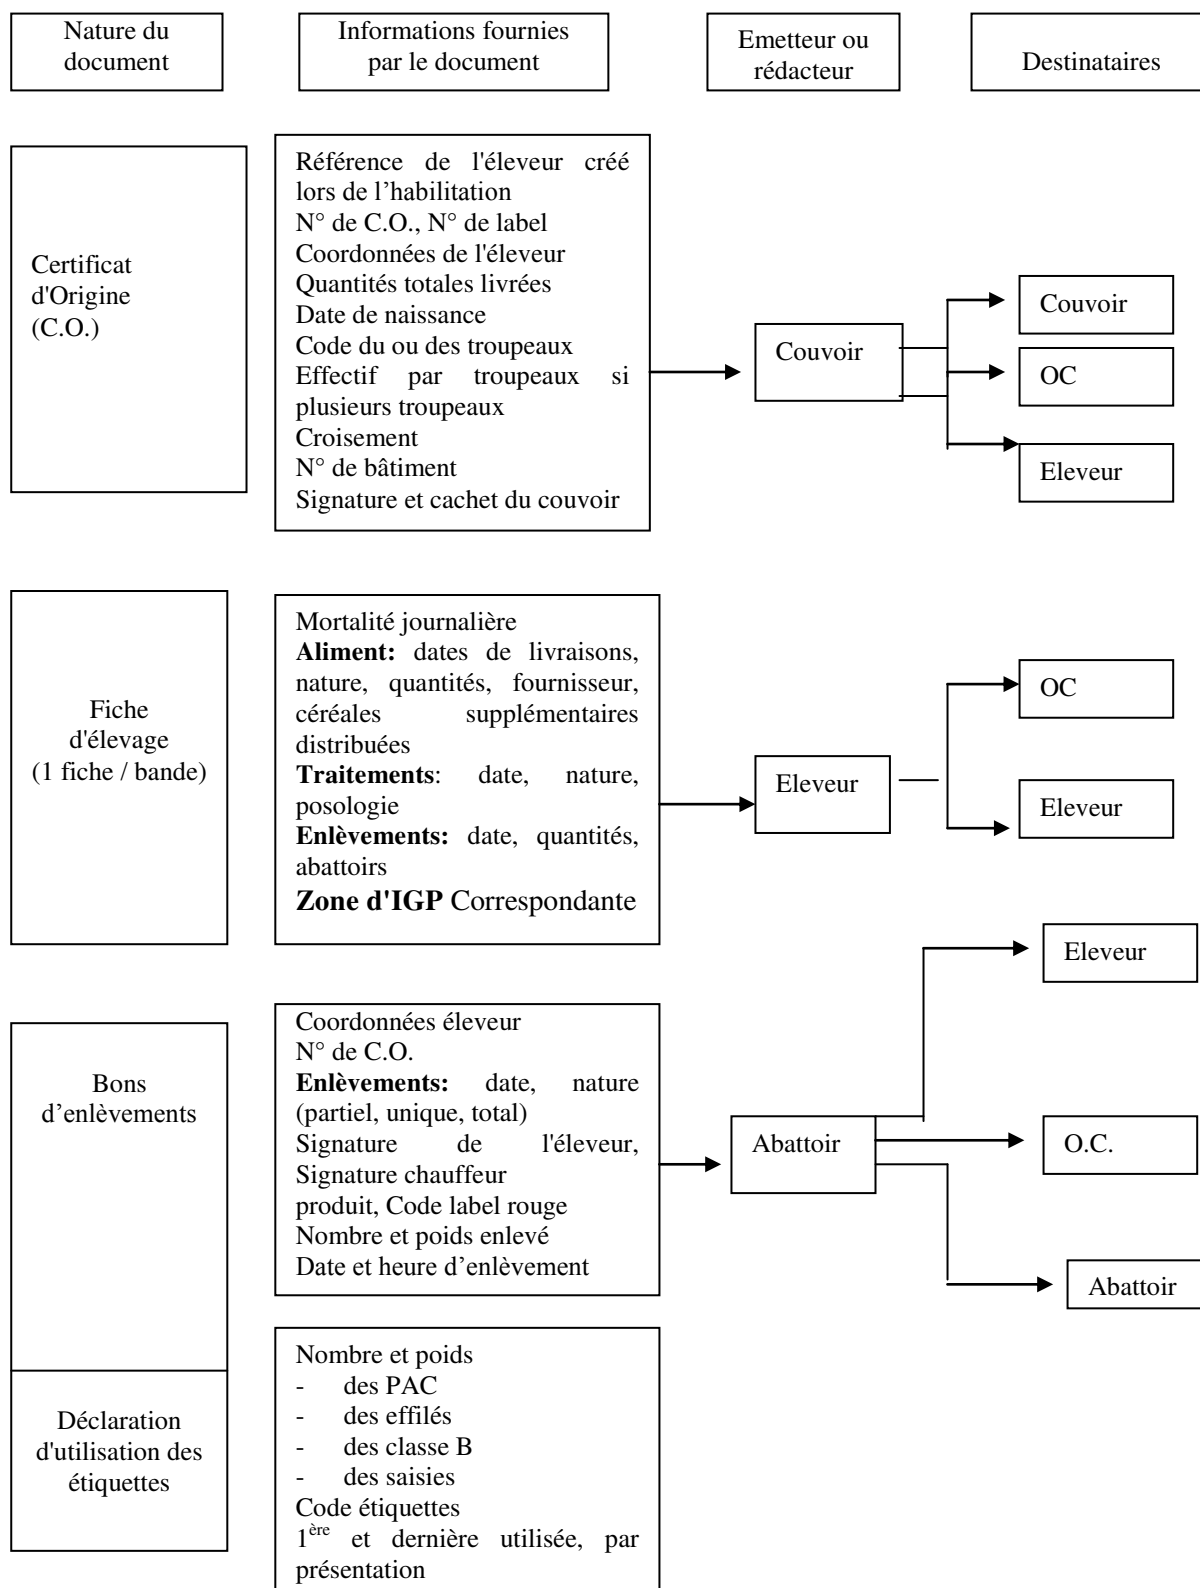 Nature du
document
Informations fournies
par le document
Emetteur ou
rédacteur
Destinataires
Certificat
d'Origine
(C.O.)
Référence de l'éleveur créé
lors de l’habilitation
N° de C.O., N° de label
Coordonnées de l'éleveur
Quantités totales livrées
Date de naissance
Code du ou des troupeaux
Effectif par troupeaux si
plusieurs troupeaux
Croisement
N° de bâtiment
Signature et cachet du couvoir
Couvoir
Couvoir
OC
Eleveur
Fiche
d'élevage
(1 fiche / bande)
Mortalité journalière
Aliment: dates de livraisons,
nature, quantités, fournisseur,
céréales supplémentaires
distribuées
Traitements: date, nature,
posologie
Enlèvements: date, quantités,
abattoirs
Zone d'IGP Correspondante
Eleveur
OC
Eleveur
Bons
d’enlèvements
Coordonnées éleveur
N° de C.O.
Enlèvements: date, nature
(partiel, unique, total)
Signature de l'éleveur,
Signature chauffeur
produit, Code label rouge
Nombre et poids enlevé
Date et heure d’enlèvement
Abattoir
Eleveur
O.C.
Abattoir
Déclaration
d'utilisation des
étiquettes
Nombre et poids
- des PAC
- des effilés
- des classe B
- des saisies
Code étiquettes
1ère et dernière utilisée, par
présentation